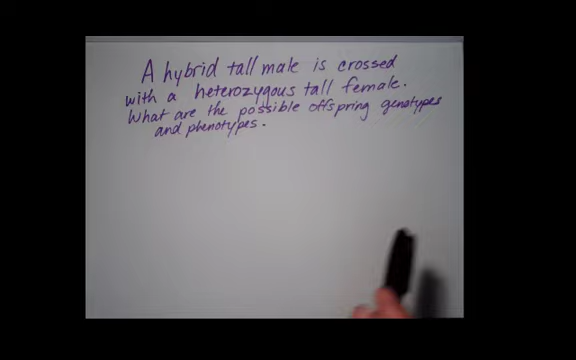 A hybrid tall male is crossed
with a heterozygous tall female.
What are the possible offspring genotypes
and phenotypes.